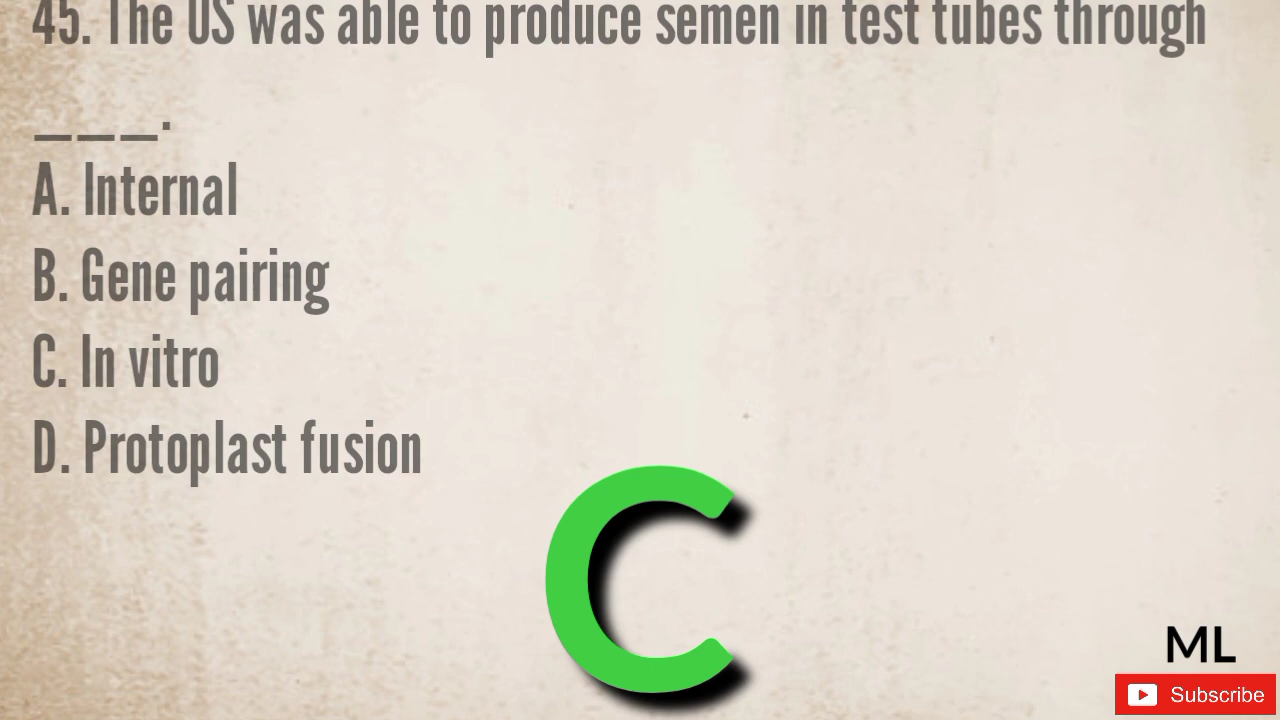 45. The US was able to produce semen in test tubes through
___.
A. Internal
B. Gene pairing
C. In vitro
D. Protoplast fusion
C
ML
Subscribe